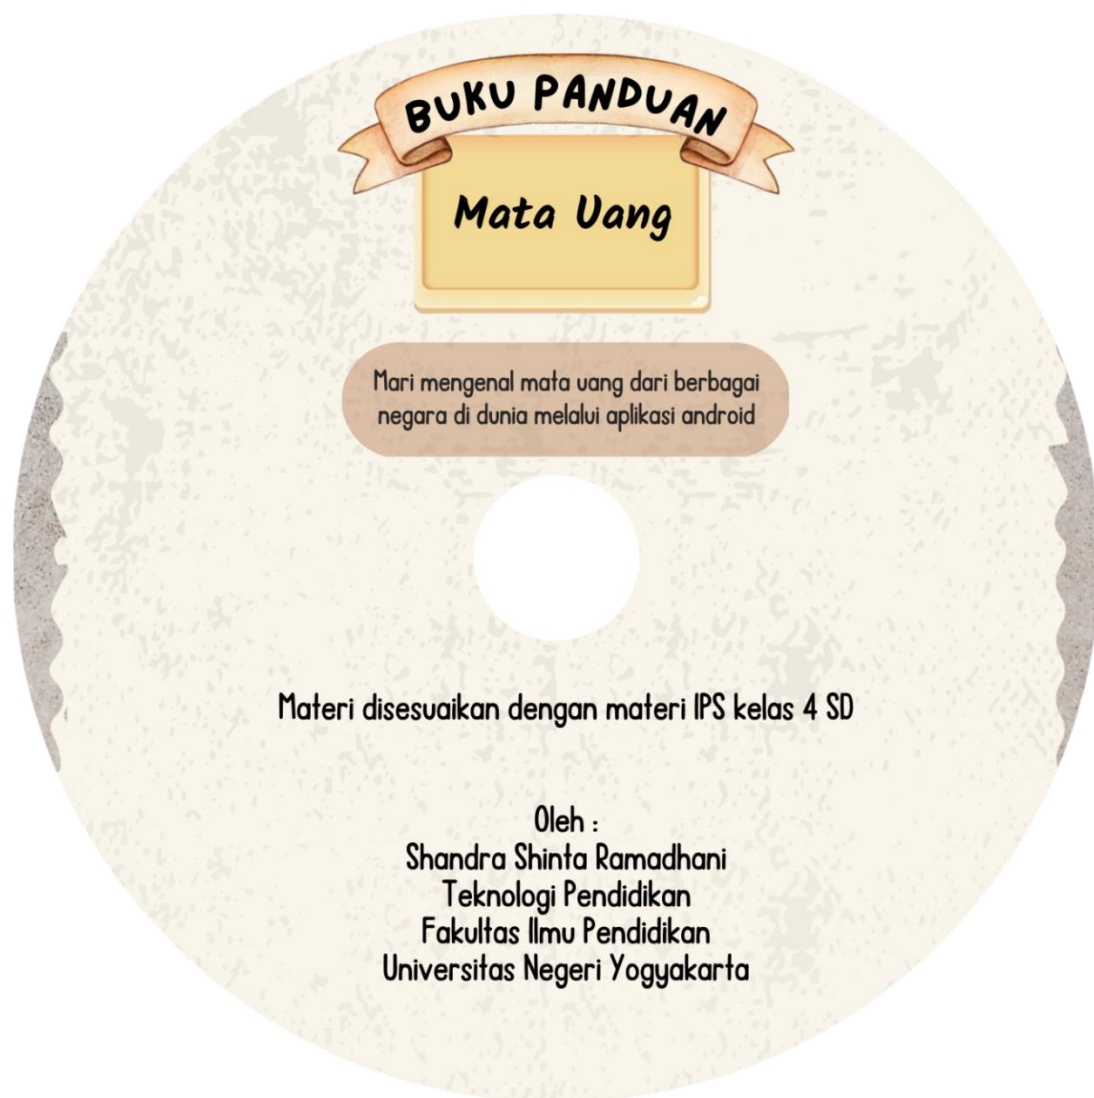 BUKU PANDUAN
Mata Uang
Mari mengenal mata uang dari berbagai
negara di dunia melalui aplikasi android
Materi disesuaikan dengan materi IPS kelas 4 SD
Oleh :
Shandra Shinta Ramadhani
Teknologi Pendidikan
Fakultas Ilmu Pendidikan
Universitas Negeri Yogyakarta